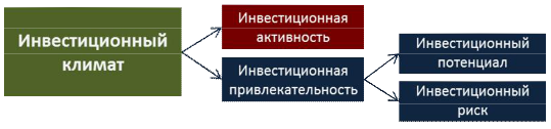 Инвестиционный
климат
Инвестиционная
активность
Инвестиционная
привлекательность
Инвестиционный
потенциал
Инвестиционный
риск